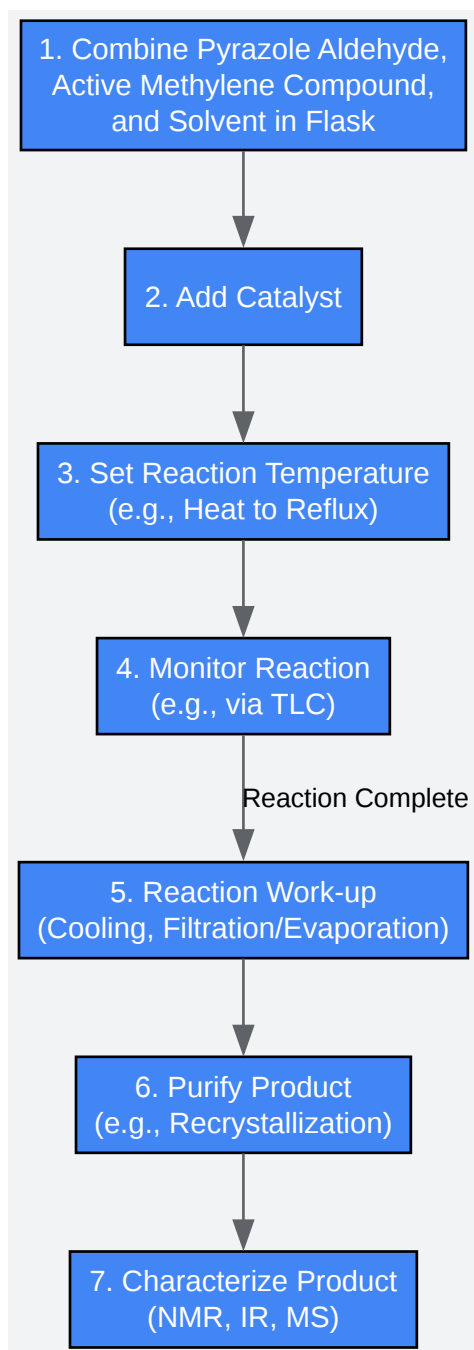 1. Combine Pyrazole Aldehyde,
Active Methylene Compound,
and Solvent in Flask
2. Add Catalyst
3. Set Reaction Temperature
(e.g., Heat to Reflux)
4. Monitor Reaction
(e.g., via TLC)
Reaction Complete
5. Reaction Work-up
(Cooling, Filtration/Evaporation)
6. Purify Product
(e.g., Recrystallization)
7. Characterize Product
(NMR, IR, MS)